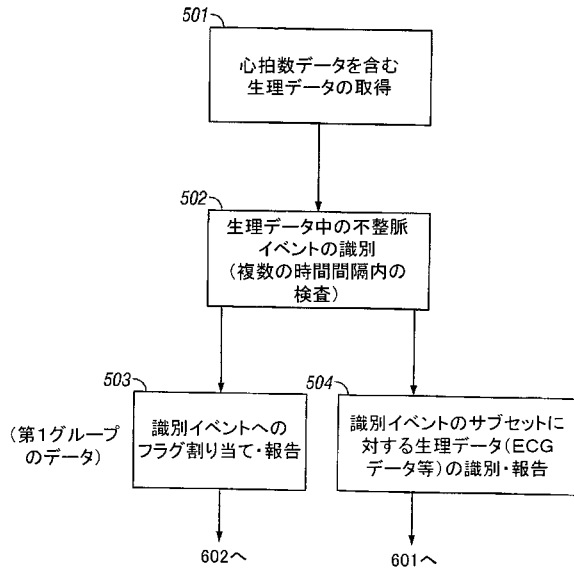 501
心拍数データを含む
生理データの取得
502
生理データ中の不整脈
イベントの識別
(複数の時間間隔内の
検査)
503
(第1グループ
のデータ)
識別イベントへの
フラグ割り当て・報告
504
識別イベントのサブセットに
対する生理データ(ECG
データ等)の識別・報告
602へ
601へ